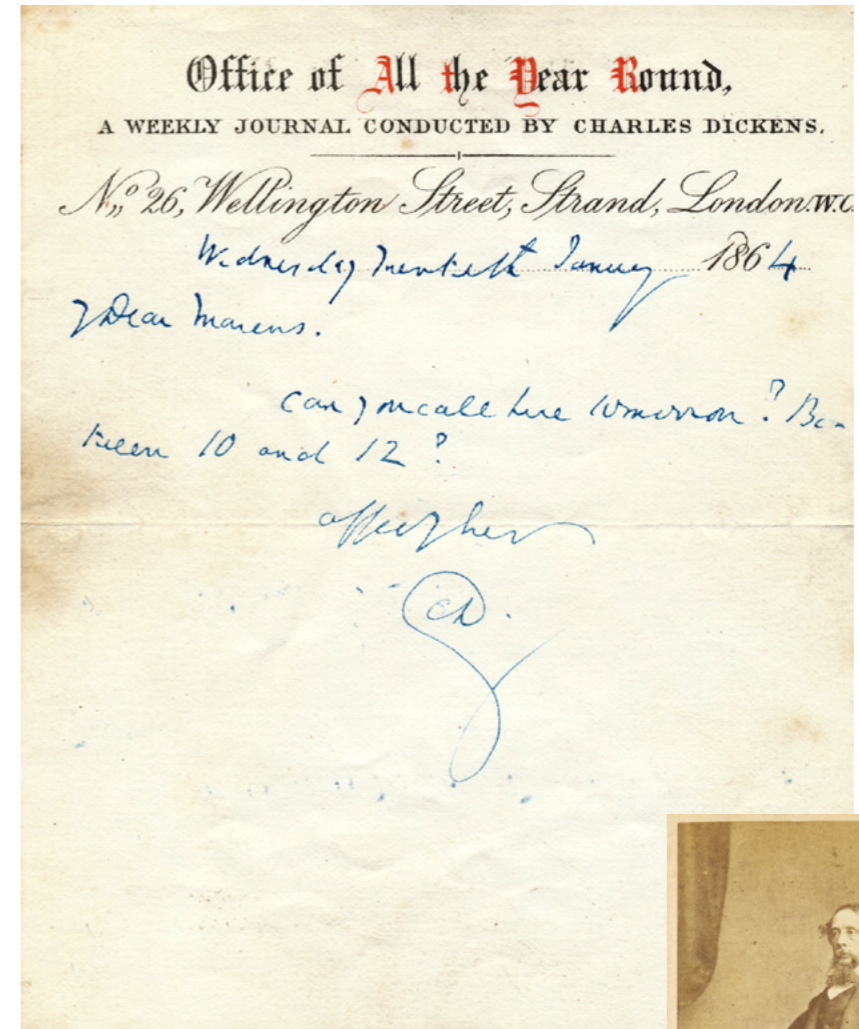 Office of All the Year Round,
A WEEKLY JOURNAL CONDUCTED BY CHARLES DICKENS.
No. 26, Wellington Street, Strand, London. W.C.
Wednesday Twentieth January 1864
My Dear Marcus.
Can you call here tomorrow? Be-
tween 10 and 12?
CD.